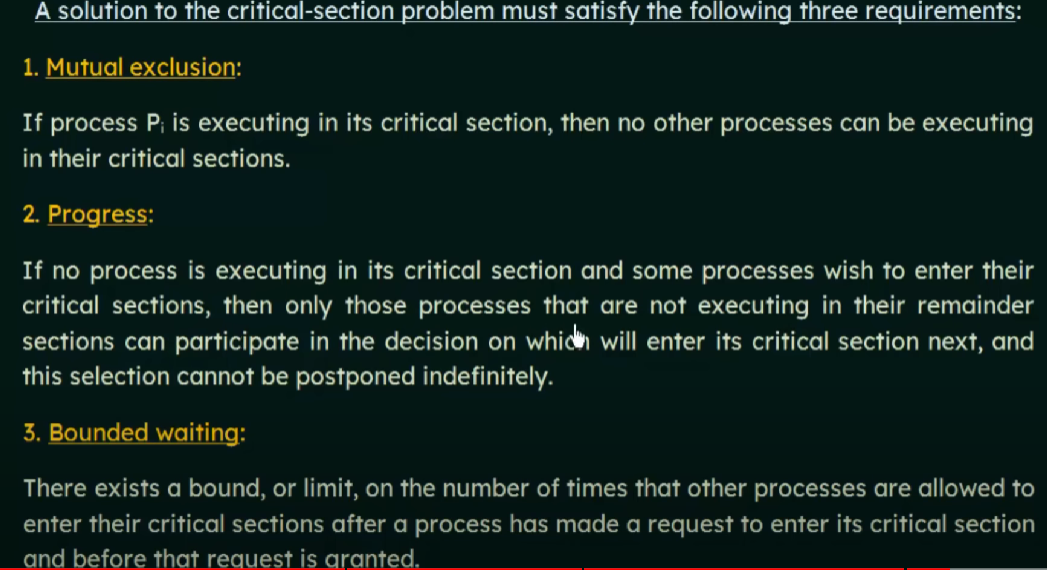 A solution to the critical-section problem must satisfy the following three requirements:
1. Mutual exclusion:
If process Pi is executing in its critical section, then no other processes can be executing
in their critical sections.
2. Progress:
If no process is executing in its critical section and some processes wish to enter their
critical sections, then only those processes that are not executing in their remainder
sections can participate in the decision on which will enter its critical section next, and
this selection cannot be postponed indefinitely.
3. Bounded waiting:
There exists a bound, or limit, on the number of times that other processes are allowed to
enter their critical sections after a process has made a request to enter its critical section
and before that request is granted.